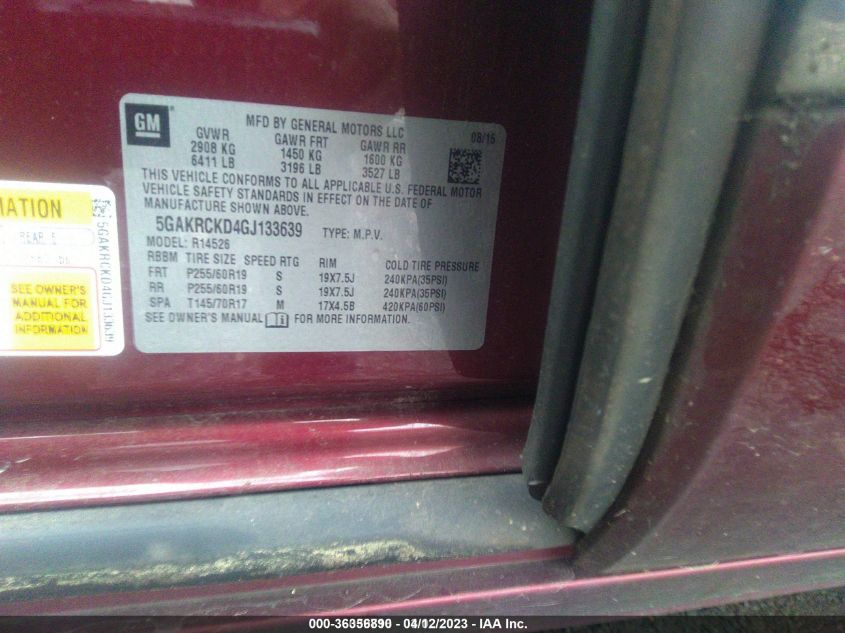 GM
MFD BY GENERAL MOTORS LLC
08/15
GVWR GAWR FRT GAWR RR
2908 KG 1450 KG 1600 KG
6411 LB 3196 LB 3527 LB
THIS VEHICLE CONFORMS TO ALL APPLICABLE U.S. FEDERAL MOTOR
VEHICLE SAFETY STANDARDS IN EFFECT ON THE DATE OF
MANUFACTURE SHOWN ABOVE.
5GAKRCKD4GJ133639 TYPE: M.P.V.
MODEL: R14526
RBBM TIRE SIZE SPEED RTG RIM COLD TIRE PRESSURE
FRT P255/60R19 S 19X7.5J 240KPA(35PSI)
RR P255/60R19 S 19X7.5J 240KPA(35PSI)
SPA T145/70R17 M 17X4.5B 420KPA(60PSI)
SEE OWNER'S MANUAL FOR MORE INFORMATION.
MATION
REAR
SEE OWNER'S
MANUAL FOR
ADDITIONAL
INFORMATION
5GAKRCKD4GJ133639
000-36356890 - 04/12/2023 - IAA Inc.